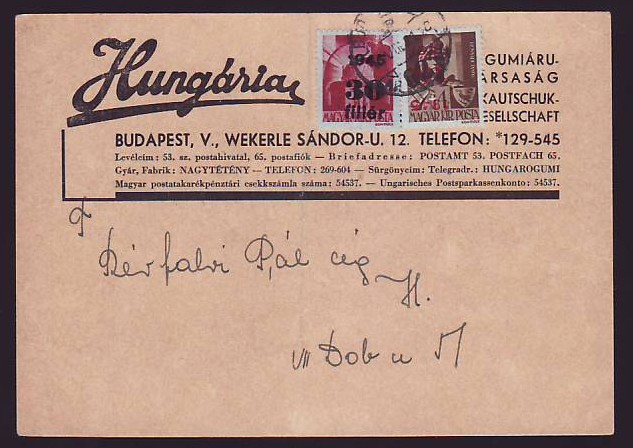 Hungária
GUMIÁRU-
ÁRSASÁG
KAUTSCHUK-
ESELLSCHAFT
1945
30
fillér
MAGYAR KIR. POSTA
MAGYAR KIR. POSTA
BUDAPEST, V., WEKERLE SÁNDOR-U. 12. TELEFON: *129-545
Levélcím: 53. sz. postahivatal, 65. postafiók — Briefadresse: POSTAMT 53. POSTFACH 65.
Gyár, Fabrik: NAGYTÉTÉNY — TELEFON: 269-604 — Sürgönycím: Telegradr.: HUNGAROGUMI
Magyar postatakarékpénztári csekkszámla száma: 54537. — Ungarisches Postsparkassenkonto: 54537.
T
Kérfalvi Pál cég
H.
VII Dob u